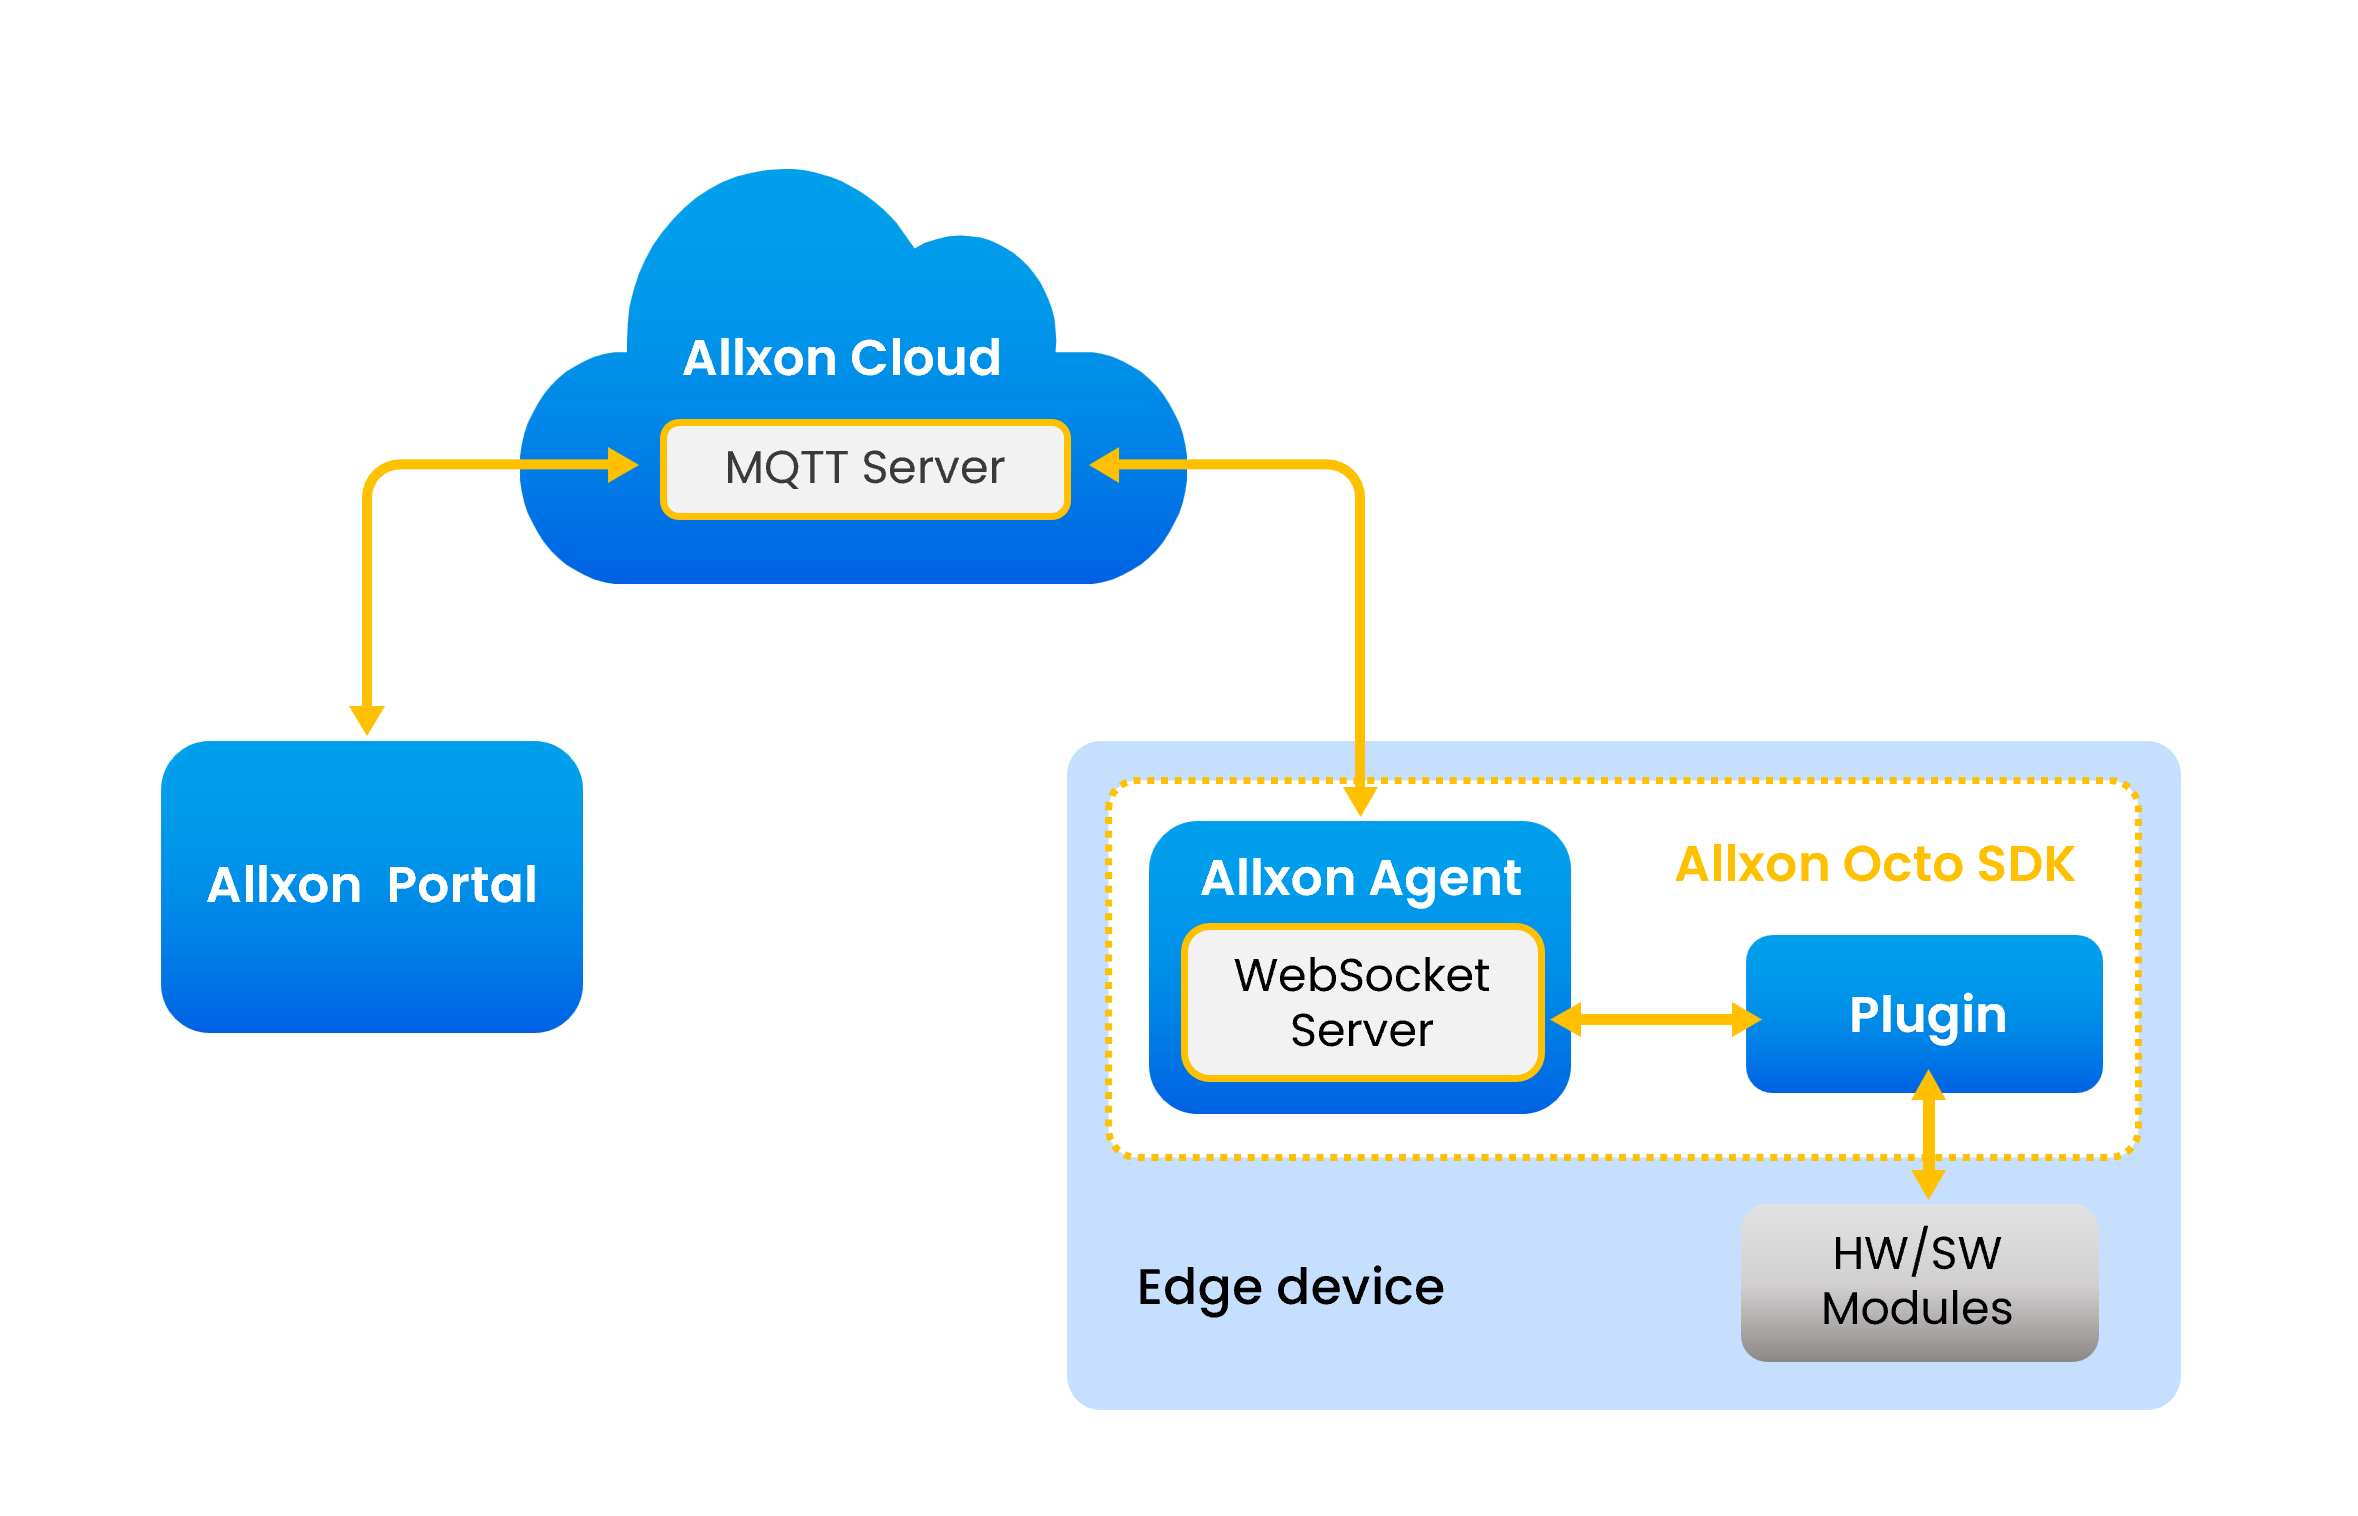 Allxon Cloud
MQTT Server
Allxon Portal
Allxon Agent
WebSocket
Server
Allxon Octo SDK
Plugin
HW/SW
Modules
Edge device